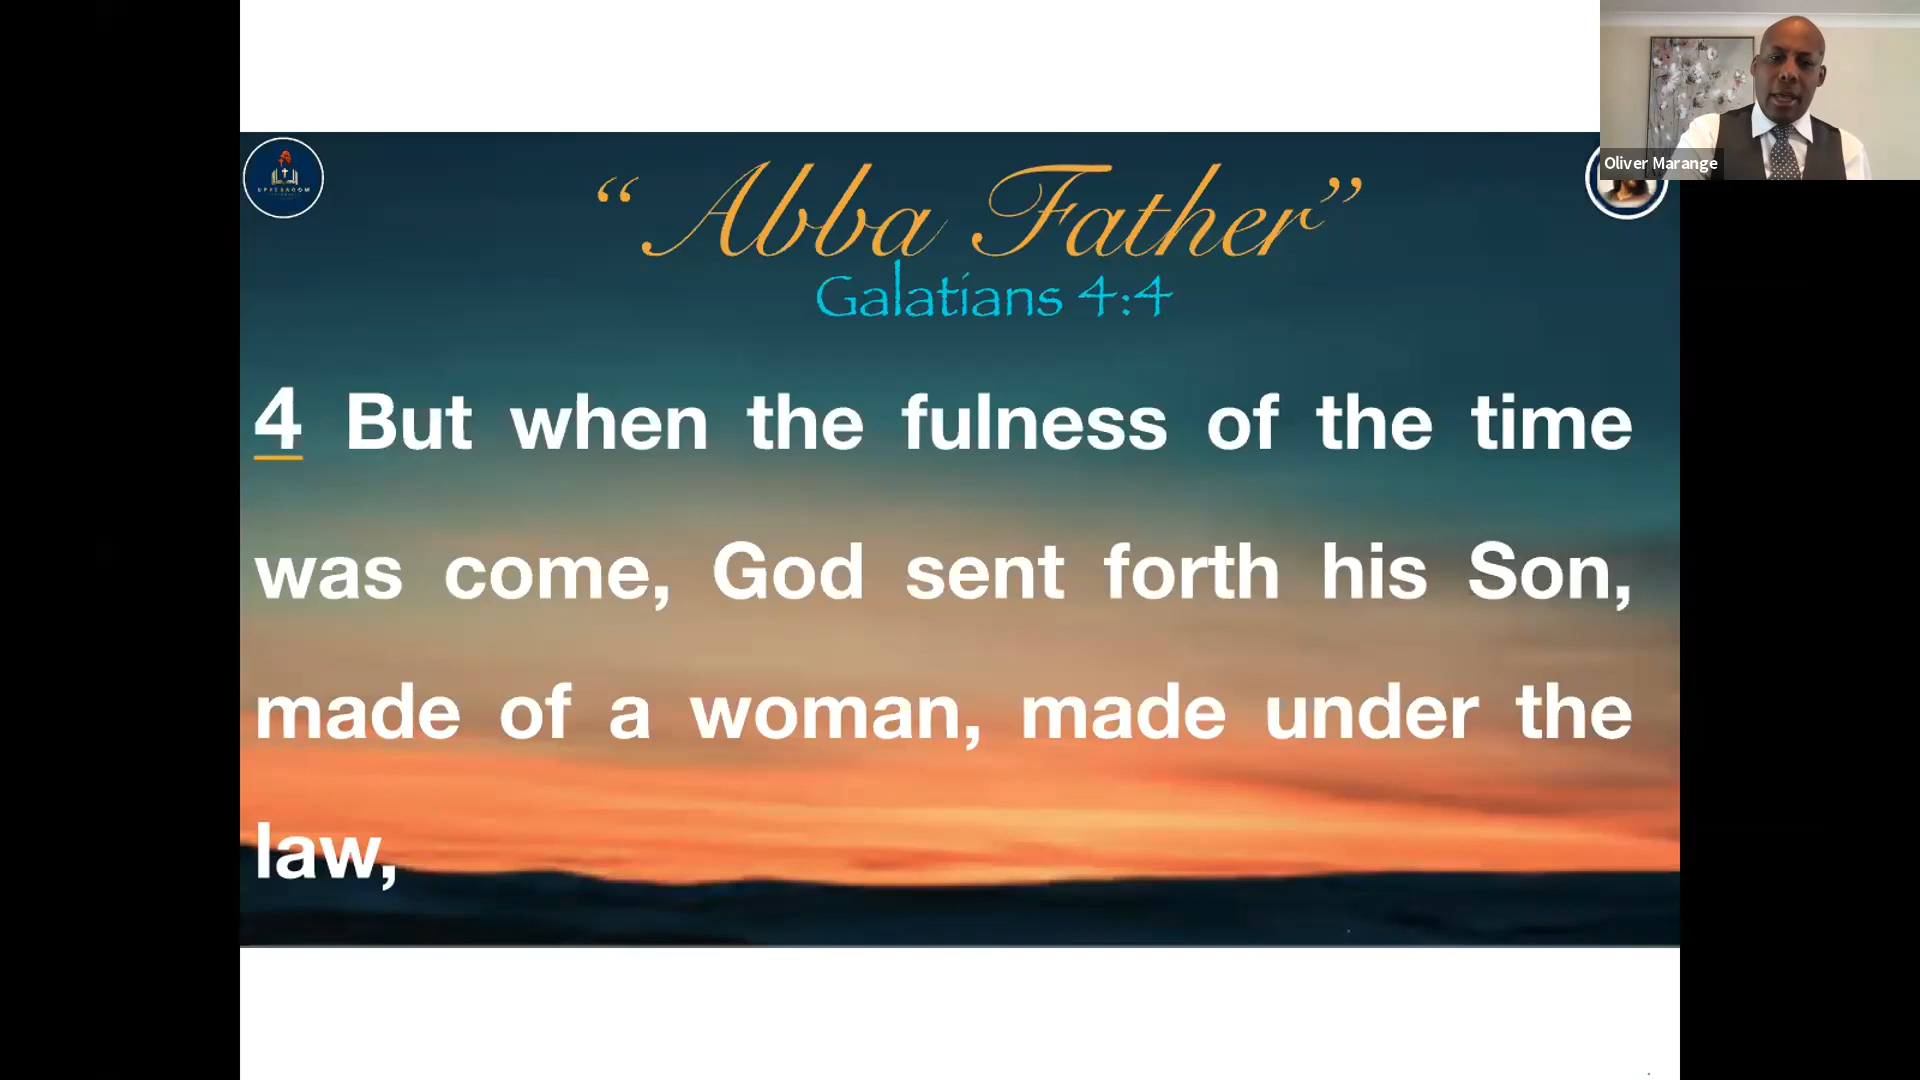 “Abba Father”
Galatians 4:4
4 But when the fulness of the time
was come, God sent forth his Son,
made of a woman, made under the
law,
Oliver Marange